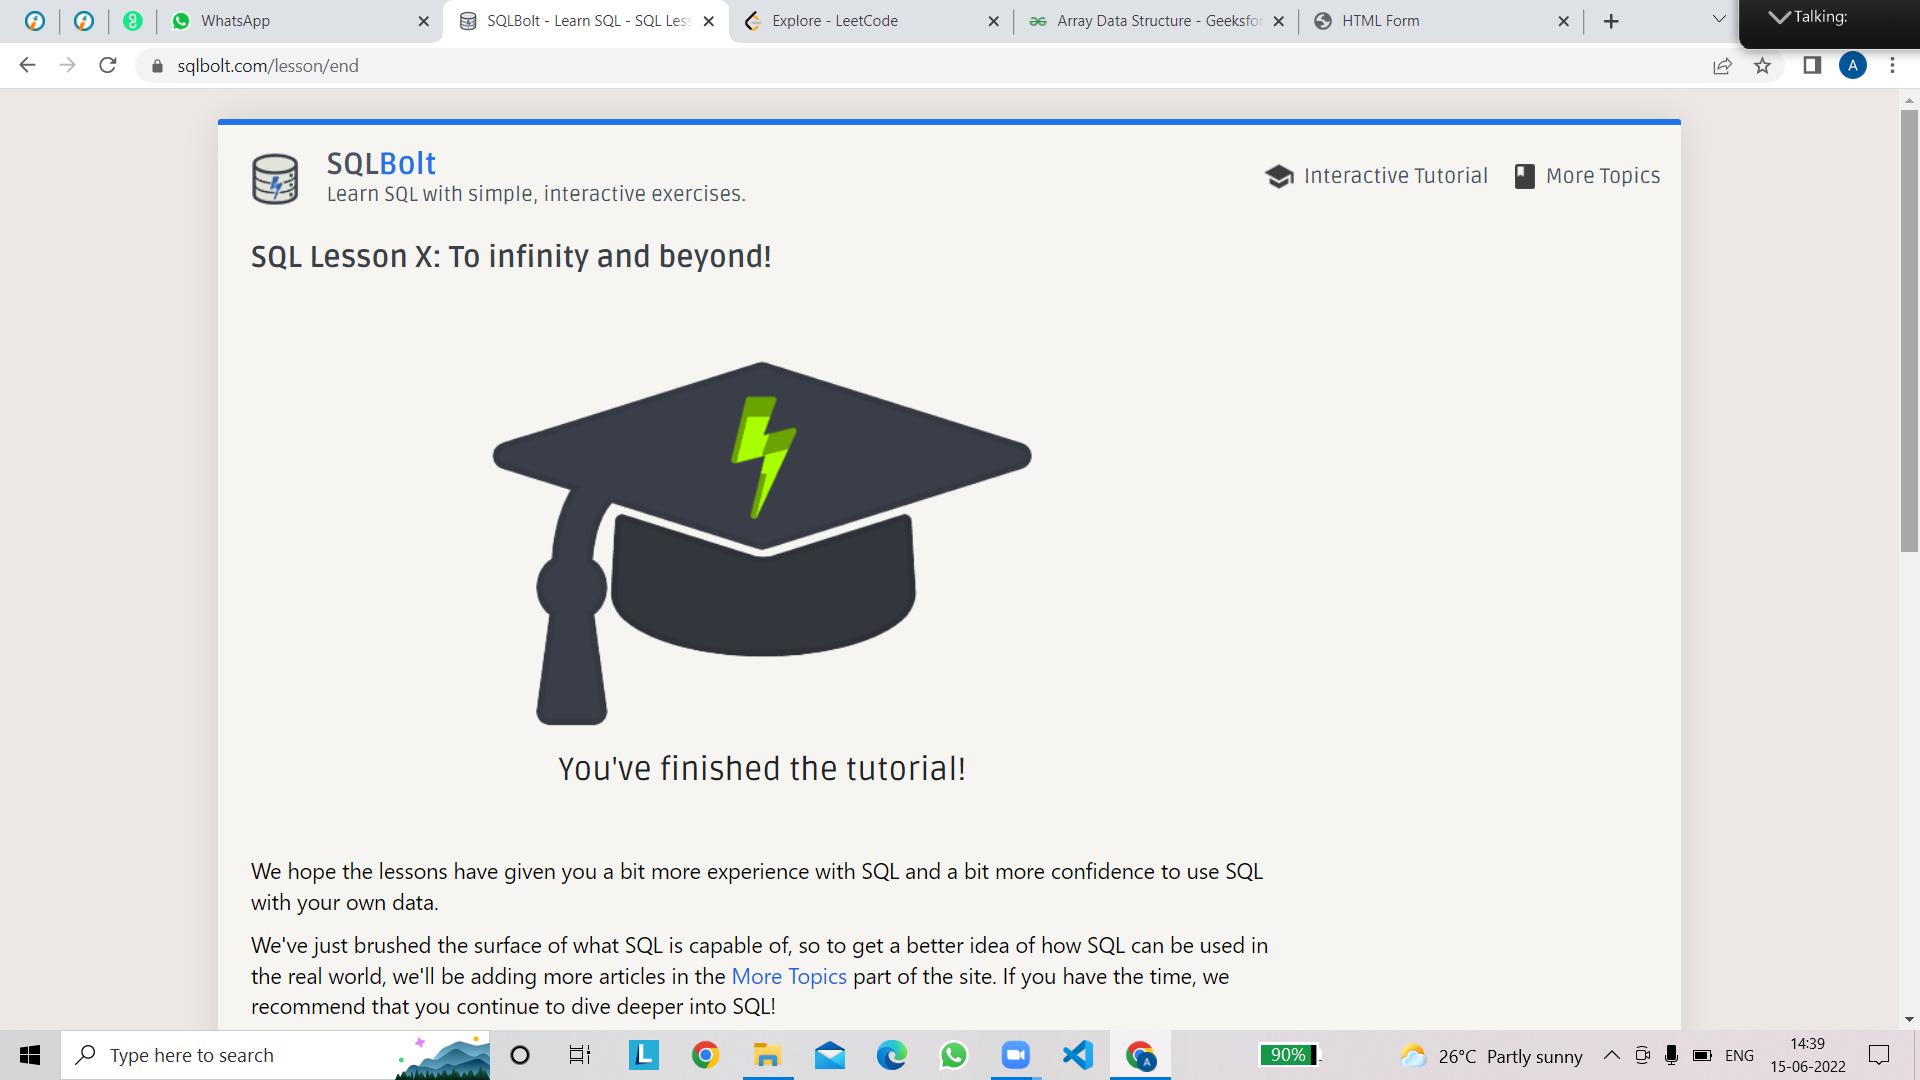 WhatsApp
SQLBolt - Learn SQL - SQL Les
Explore - LeetCode
Array Data Structure - Geeksfo
HTML Form
Talking:
sqlbolt.com/lesson/end
A
SQLBolt
Learn SQL with simple, interactive exercises.
Interactive Tutorial
More Topics
SQL Lesson X: To infinity and beyond!
You've finished the tutorial!
We hope the lessons have given you a bit more experience with SQL and a bit more confidence to use SQL
with your own data.
We've just brushed the surface of what SQL is capable of, so to get a better idea of how SQL can be used in
the real world, we'll be adding more articles in the More Topics part of the site. If you have the time, we
recommend that you continue to dive deeper into SQL!
Type here to search
L
A
90%
26°C Partly sunny
ENG
14:39
15-06-2022